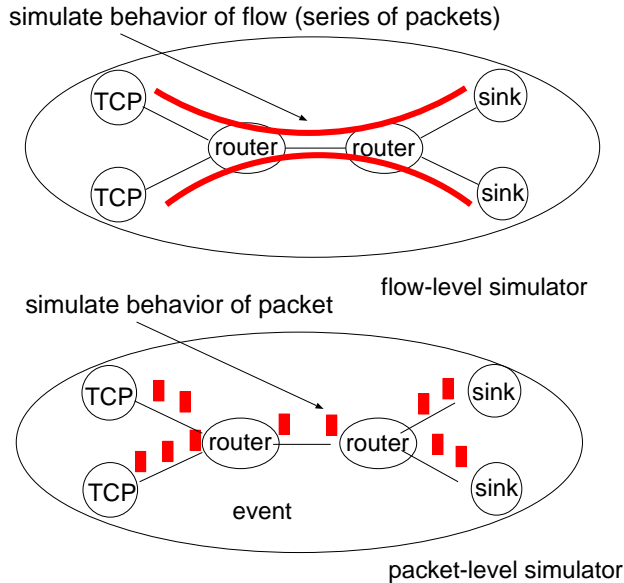 simulate behavior of flow (series of packets)
TCP
sink
router
router
TCP
sink
flow-level simulator
simulate behavior of packet
TCP
sink
router
router
TCP
sink
event
packet-level simulator